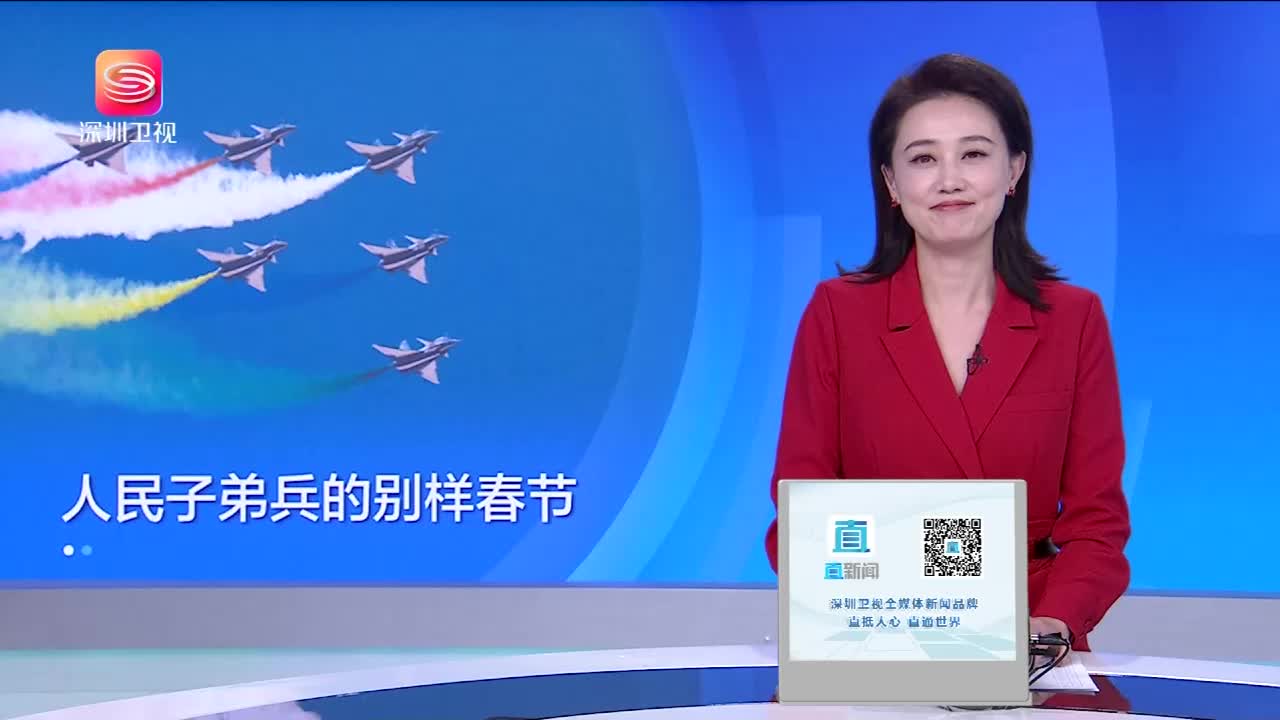 深圳卫视
人民子弟兵的别样春节
直
直新闻
直
深圳卫视全媒体新闻品牌
直抵人心 直通世界